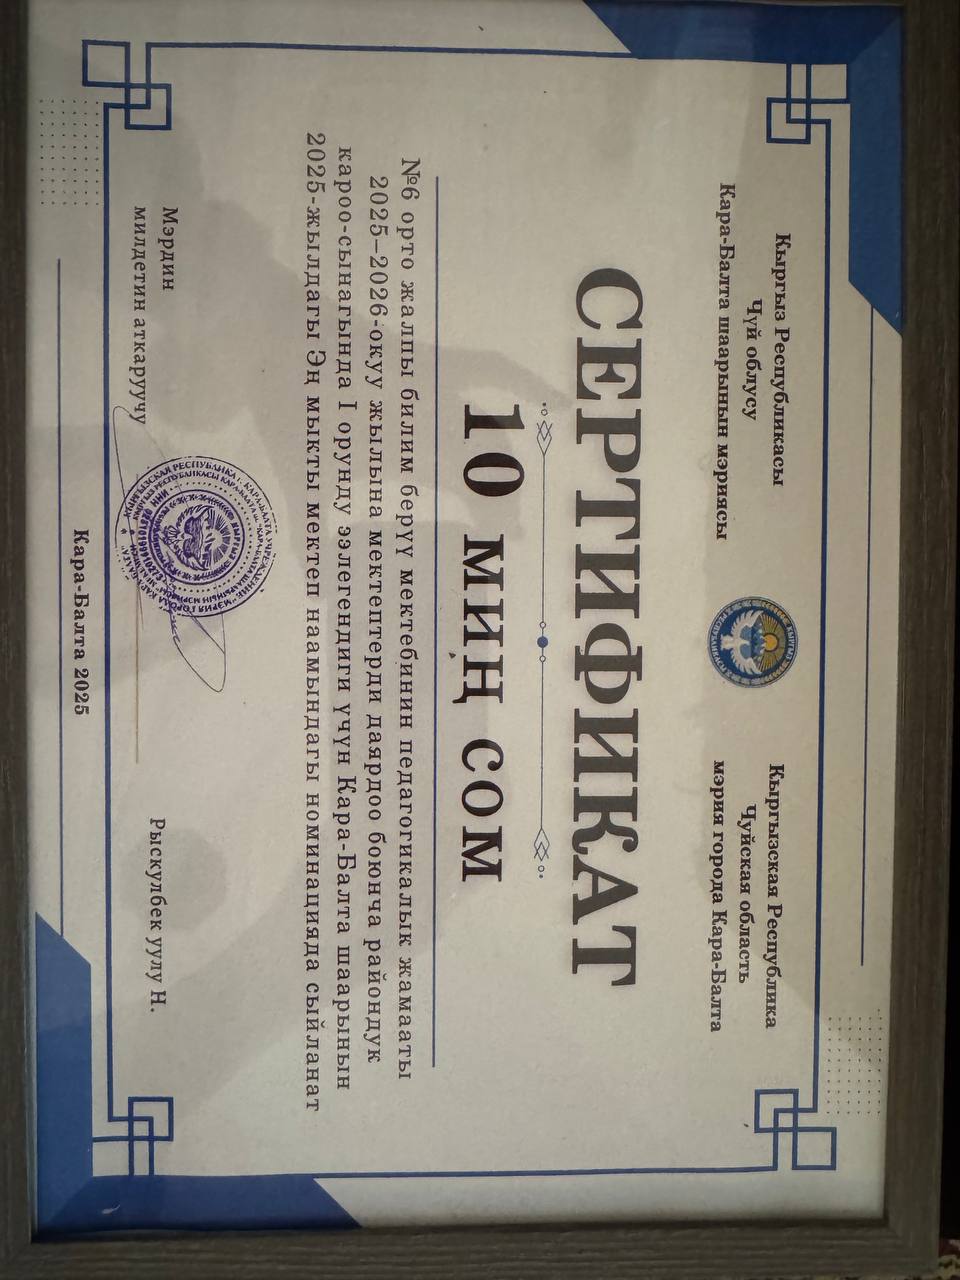 Кыргыз Республикасы
Чүй облусу
Кара-Балта шаарынын мэриясы
Кыргызская Республика
Чуйская область
мэрия города Кара-Балта
СЕРТИФИКАТ
10 миң сом
№6 орто жалпы билим берүү мектебинин педагогикалык жамааты
2025–2026-окуу жылына мектептерди даярдоо боюнча райондук
кароо-сынагында I орунду ээлегендиги үчүн Кара-Балта шаарынын
2025-жылдагы Эң мыкты мектеп наамындагы номинацияда сыйланат
Мэрдин
милдетин аткаруучу
Рыскулбек уулу Н.
Кара-Балта 2025